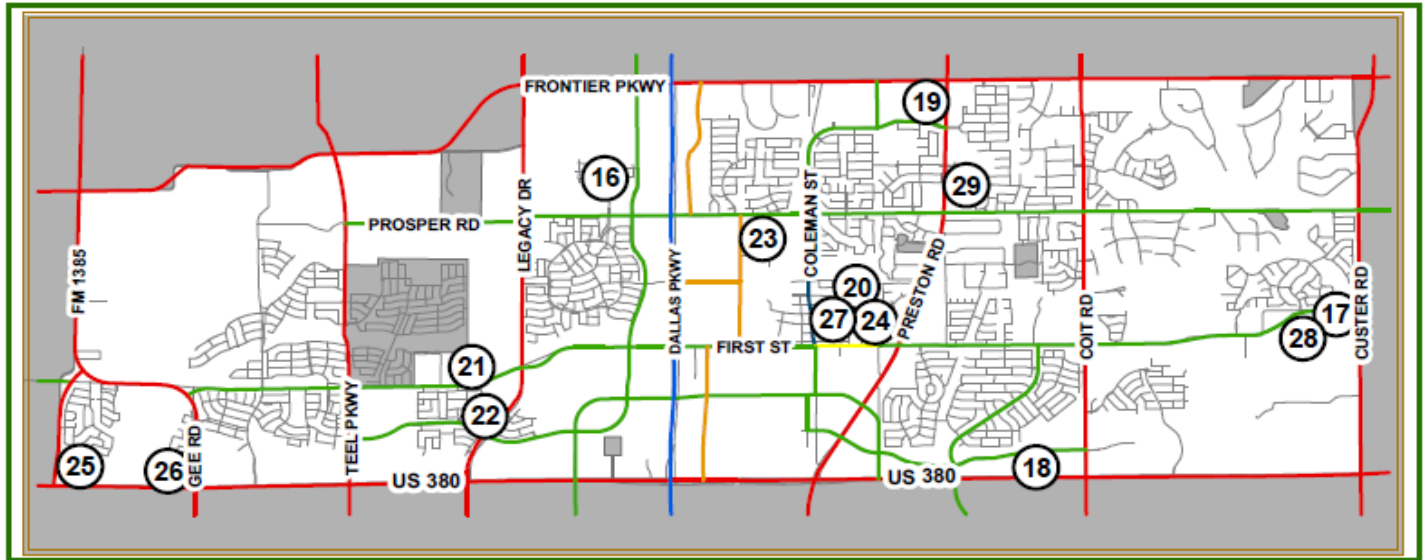 FRONTIER PKWY
19
16
29
COLEMAN ST
LEGACY DR
PROSPER RD
23
FM 1385
DALLAS PKWY
PRESTON RD
20
27
24
17
28
CUSTER RD
COIT RD
FIRST ST
21
22
TEEL PKWY
GEE RD
25
26
US 380
US 380
18